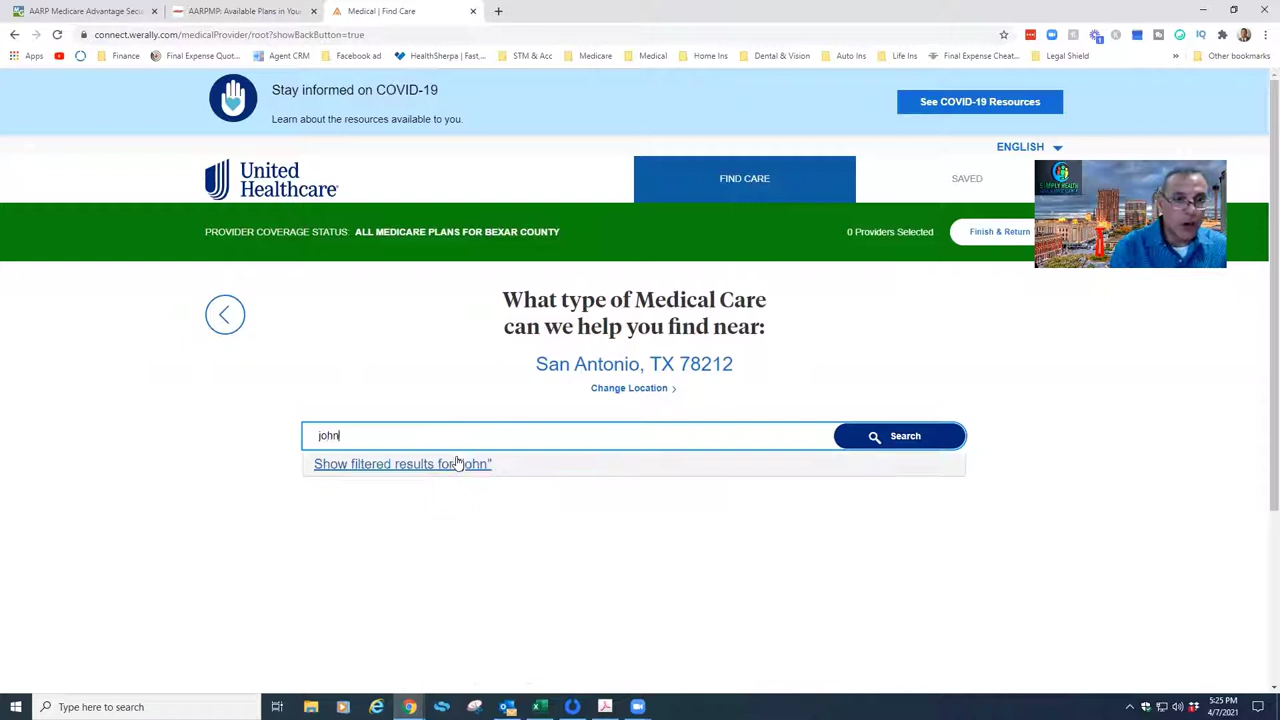 AARP Medicare Advantage Secu
AARPMP: Available Plans in Your
Medical | Find Care
connect.werally.com/medicalProvider/root?showBackButton=true
Apps
Finance
Final Expense Quot...
Agent CRM
Facebook ad
HealthSherpa | Fast,...
STM & Acc
Medicare
Medical
Home Ins
Dental & Vision
Auto Ins
Life Ins
Final Expense Cheat...
Legal Shield
»
Other bookmarks
Stay informed on COVID-19
Learn about the resources available to you.
See COVID-19 Resources
ENGLISH
United
Healthcare
FIND CARE
SAVED
SIMPLY HEALTH
PROVIDER COVERAGE STATUS: ALL MEDICARE PLANS FOR BEXAR COUNTY
0 Providers Selected
Finish & Return
What type of Medical Care
can we help you find near:
San Antonio, TX 78212
Change Location
john
Search
Show filtered results for "john"
Type here to search
5:25 PM
4/7/2021